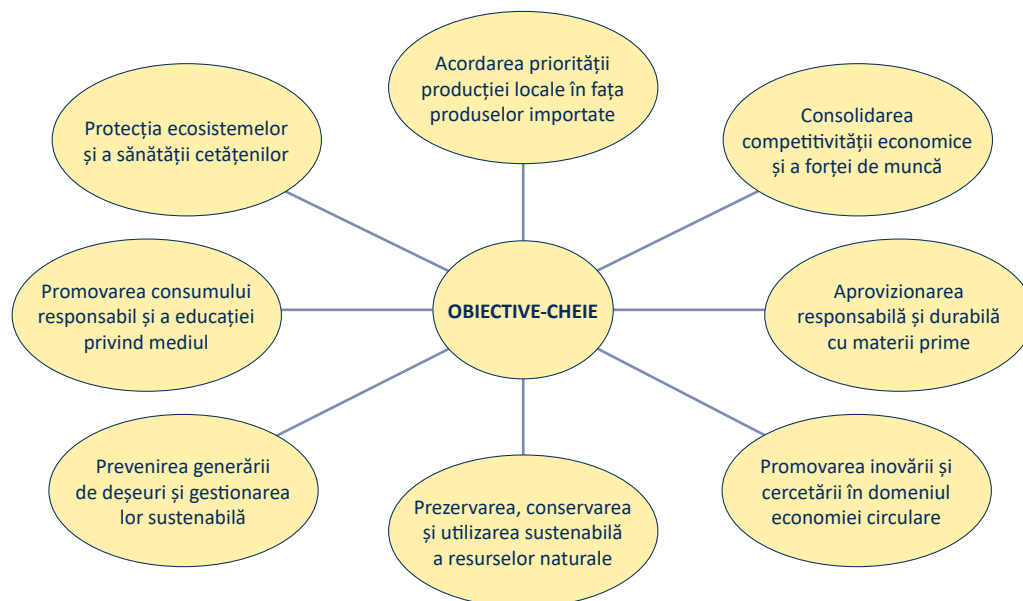 Acordarea priorității
producției locale în fața
produselor importate
Protecția ecosistemelor
și a sănătății cetățenilor
Consolidarea
competitivității economice
și a forței de muncă
Promovarea consumului
responsabil și a educației
privind mediul
OBIECTIVE-CHEIE
Aprovizionarea
responsabilă și durabilă
cu materii prime
Prevenirea generării
de deșeuri și gestionarea
lor sustenabilă
Prezervarea, conservarea
și utilizarea sustenabilă
a resurselor naturale
Promovarea inovării și
cercetării în domeniul
economiei circulare